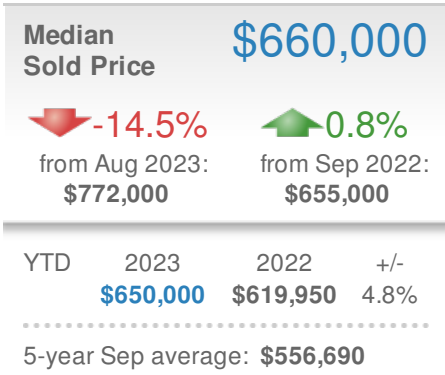 Median $660,000
Sold Price
-14.5% 0.8%
from Aug 2023: from Sep 2022:
$772,000 $655,000
YTD 2023 2022 +/-
$650,000 $619,950 4.8%
5-year Sep average: $556,690